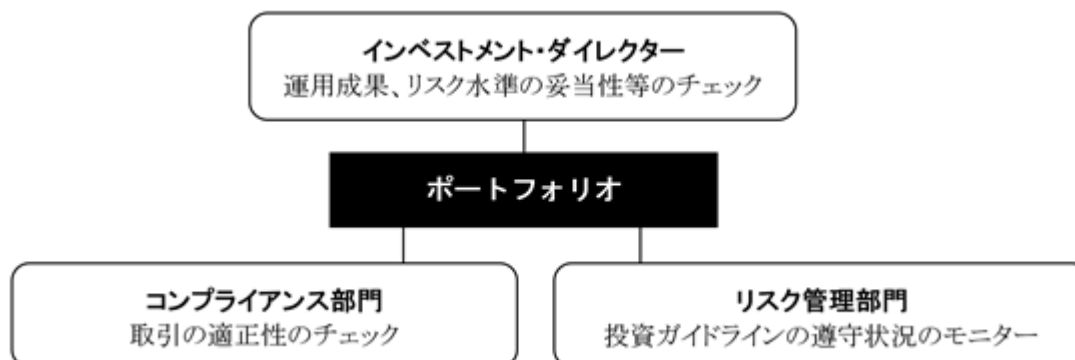 インベストメント・ダイレクター
運用成果、リスク水準の妥当性等のチェック
ポートフォリオ
コンプライアンス部門
取引の適正性のチェック
リスク管理部門
投資ガイドラインの遵守状況のモニター